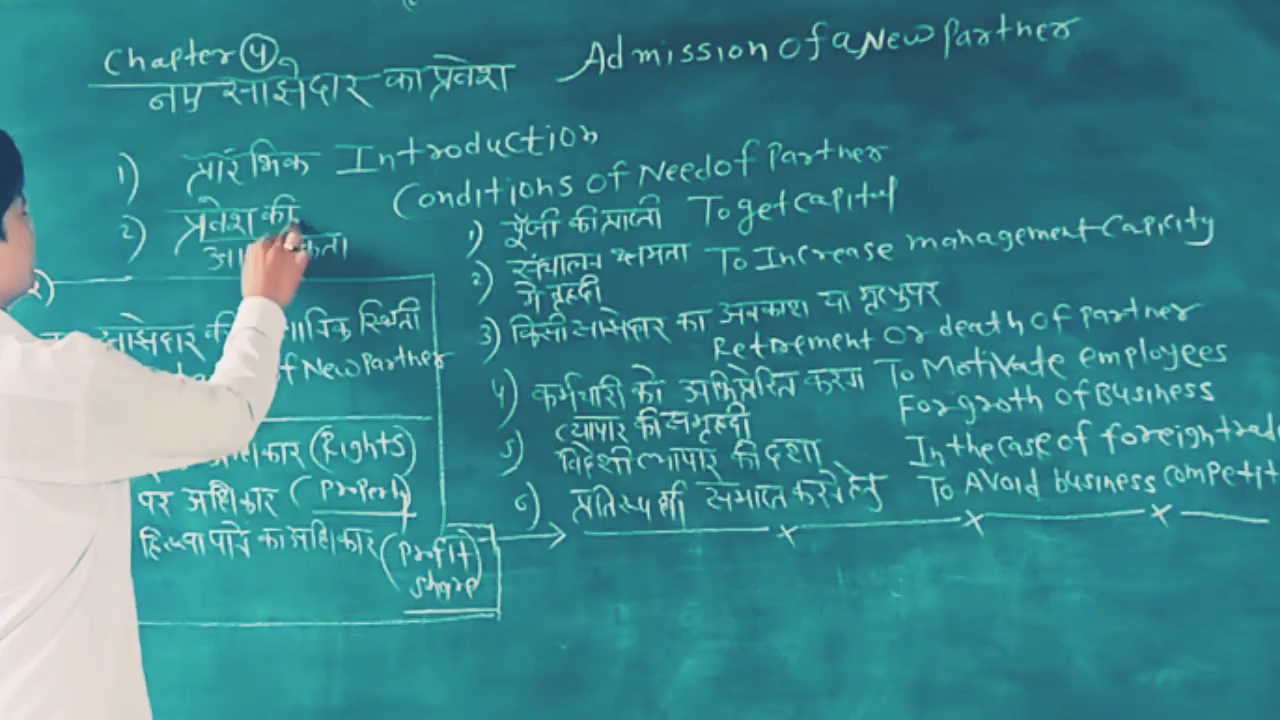 Chapter 4
नए साझेदार का प्रवेश Admission of a New Partner
1) प्रारंभिक Introduction
2) प्रवेश की
Conditions of Need of Partner
1) पूँजी की प्राप्ती To get capital
2) संचालन क्षमता To Increase management Capicity
मे वृद्दी
3) किसी साझेदार का अवकाश या मृत्यु पर
Retirement Or death Of partner
4) कर्मचारी को अभिप्रेरित करना To Motivate employees
व्यापार की समृद्दी For groth Of Business
5) विदेशी व्यापार की दशा In the case of foreign
6) प्रतिस्पर्धा समाप्त करने हेतु To Avoid business
साझेदार की स्थिती
of New Partner
(Rights)
पर अधिकार (Property)
हिस्सा पाने का अधिकार (Profit
share)